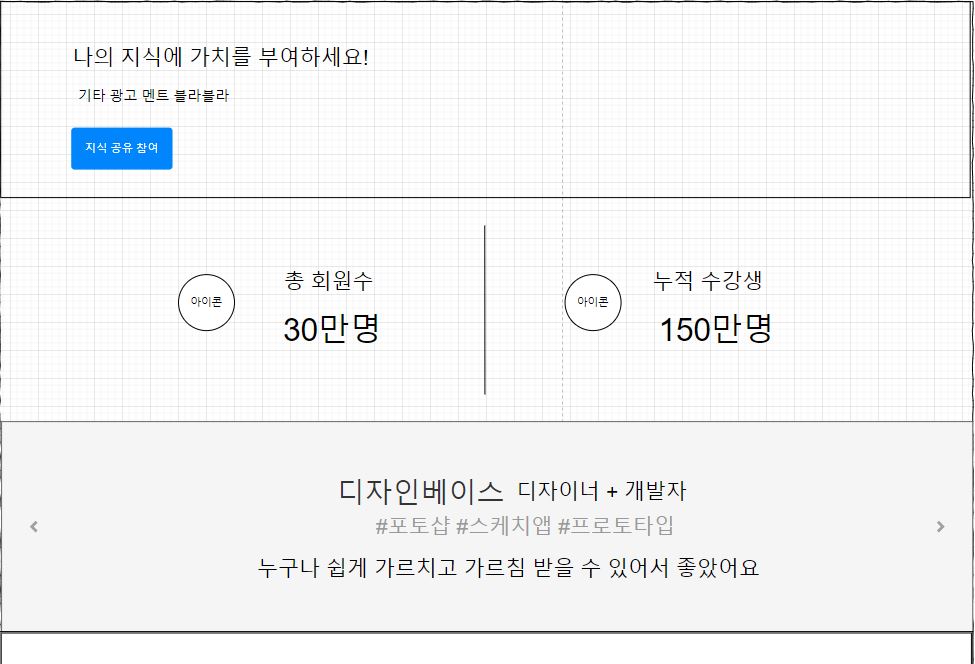 나의 지식에 가치를 부여하세요!
기타 광고 멘트 블라블라
지식 공유 참여
아이콘
총 회원수
30만명
아이콘
누적 수강생
150만명
디자인베이스 디자이너 + 개발자
#포토샵 #스케치앱 #프로토타입
누구나 쉽게 가르치고 가르침 받을 수 있어서 좋았어요